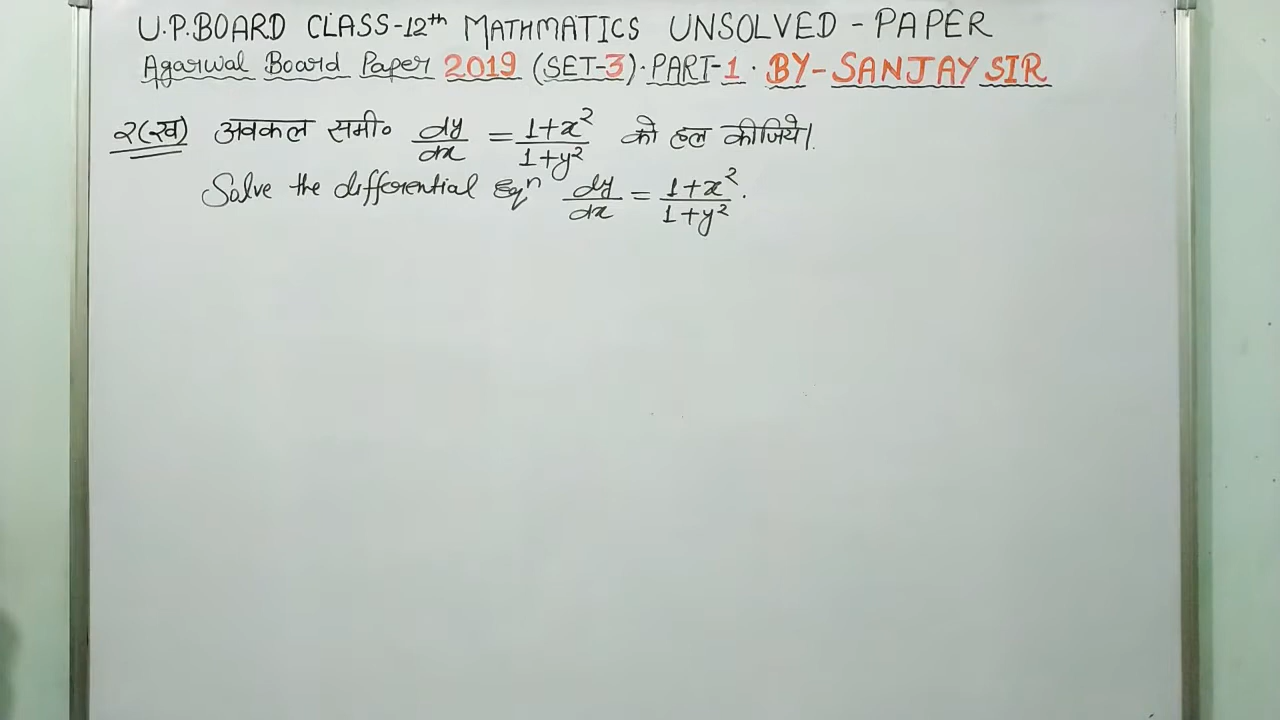 U.P.BOARD CLASS-12th MATHMATICS UNSOLVED - PAPER
Agarwal Board Paper 2019 (SET-3)· PART-1 · BY-SANJAY SIR
२(ख) अवकल समी० dy/dx = 1+x²/1+y² को हल कीजिये।
Solve the differential Eqⁿ dy/dx = 1+x²/1+y² .